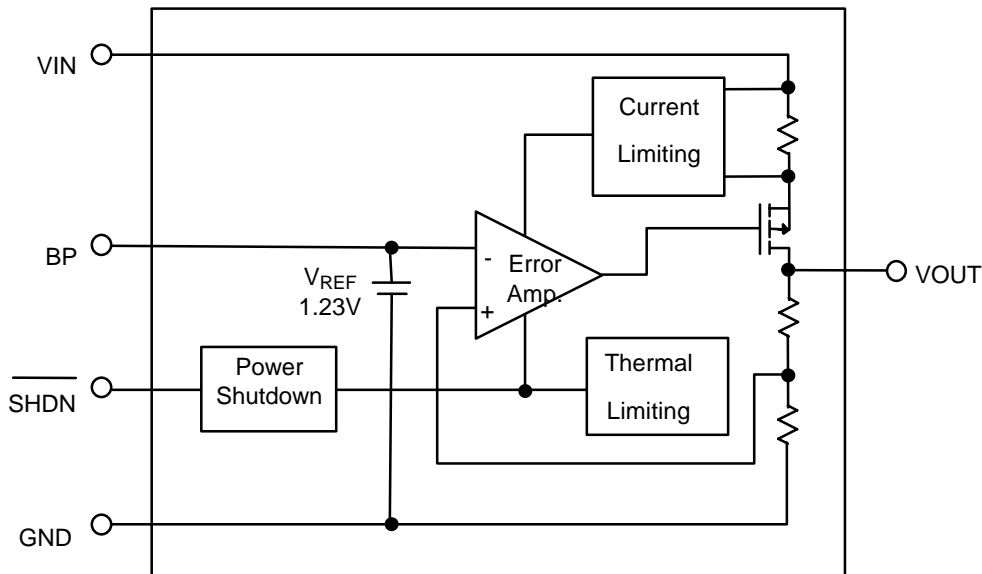 VIN
Current
Limiting
BP
-
Error
Amp.
+
VREF
1.23V
VOUT
SHDN
Power
Shutdown
Thermal
Limiting
GND